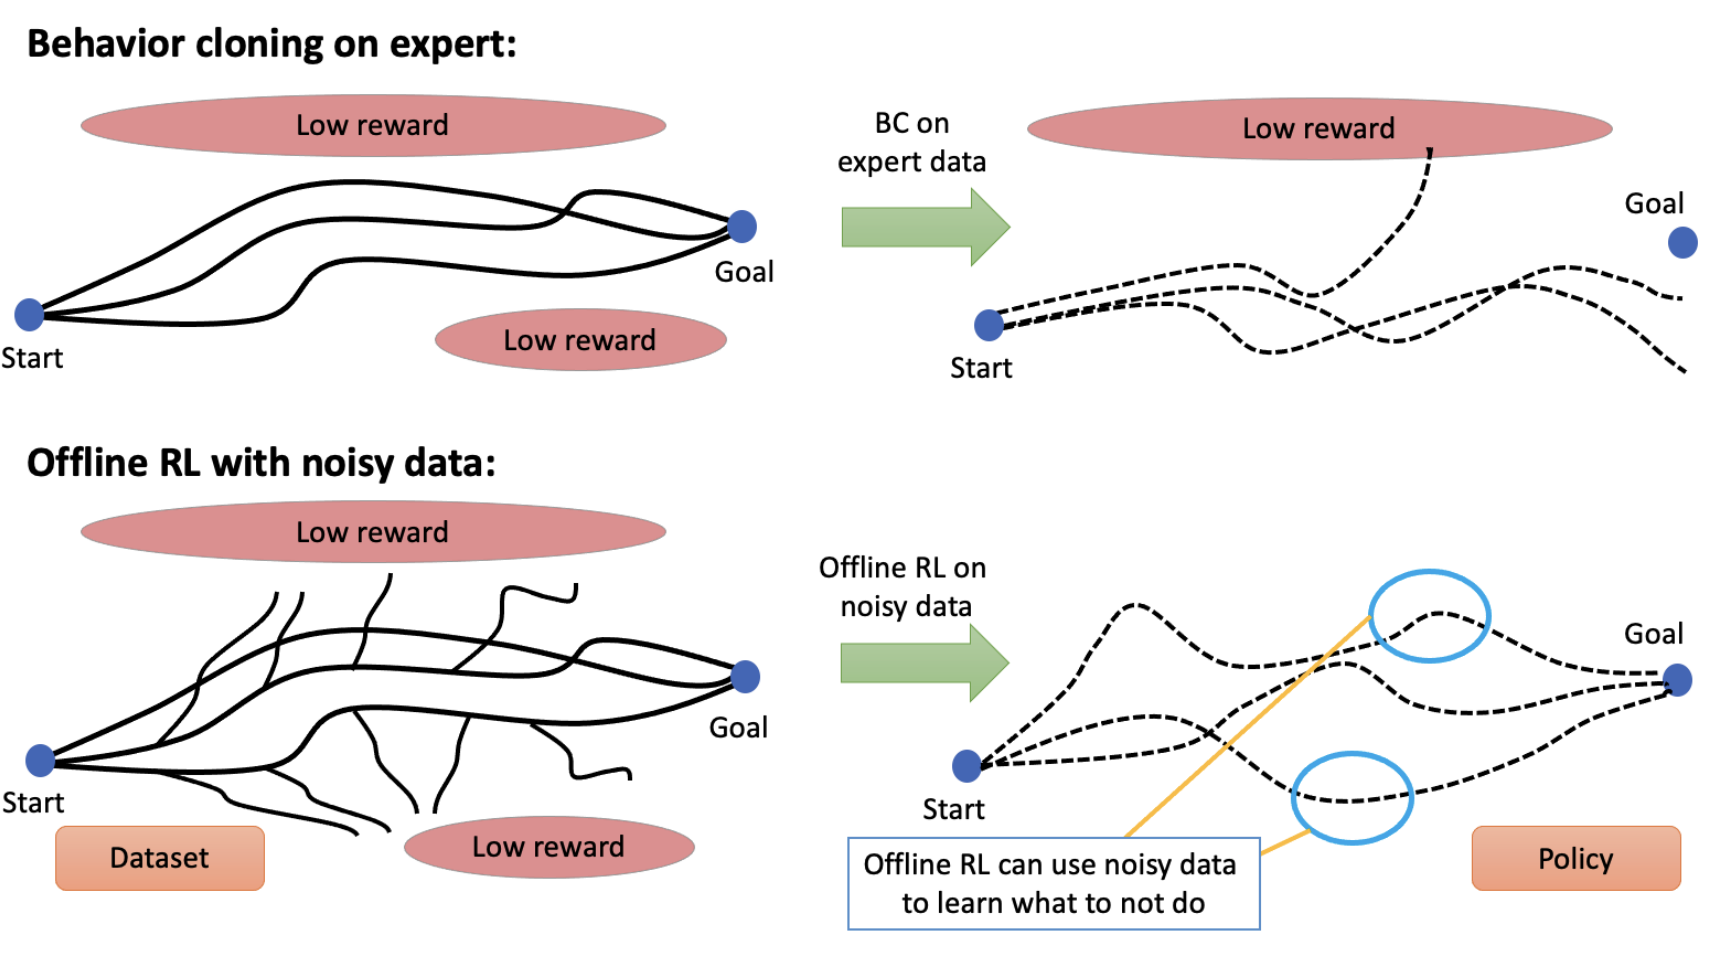 Behavior cloning on expert:
Low reward
Goal
Low reward
Start
BC on
expert data
Low reward
Goal
Start
Offline RL with noisy data:
Low reward
Goal
Start
Dataset
Low reward
Offline RL on
noisy data
Goal
Start
Offline RL can use noisy data
to learn what to not do
Policy